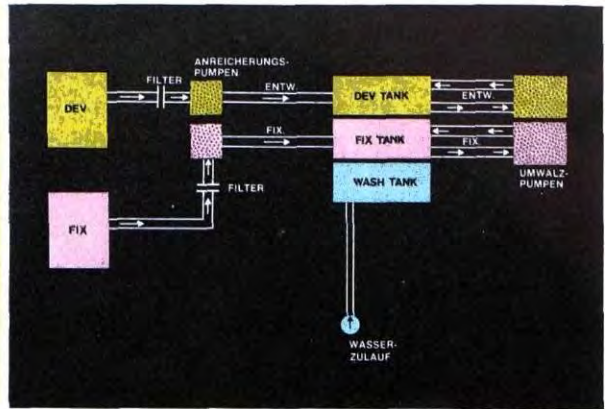 ANREICHERUNGS-
PUMPEN
FILTER
DEV
ENTW.
DEV TANK
ENTW.
FIX.
FIX TANK
FIX.
WASH TANK
UMWALZ-
PUMPEN
FILTER
FIX
WASSER-
ZULAUF